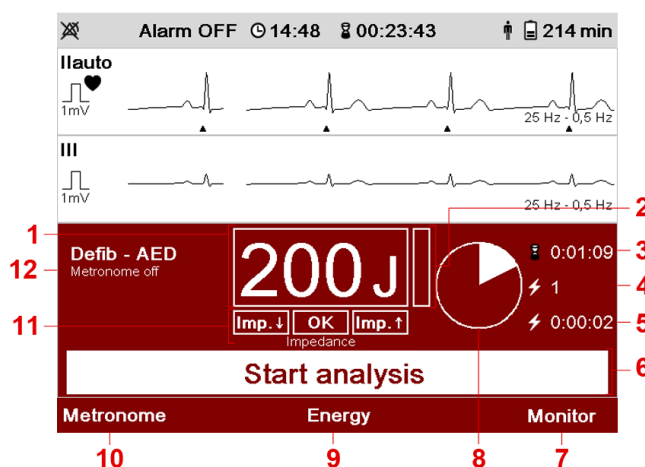 Alarm OFF 14:48 00:23:43 214 min
IIauto
1mV
25 Hz - 0,5 Hz
III
1mV
25 Hz - 0,5 Hz
1
2
Defib - AED
Metronome off
12
200 J
0:01:09
3
1
4
11
Imp.↓ OK Imp.↑
Impedance
0:00:02
5
Start analysis
6
Metronome Energy Monitor
10 9 8 7